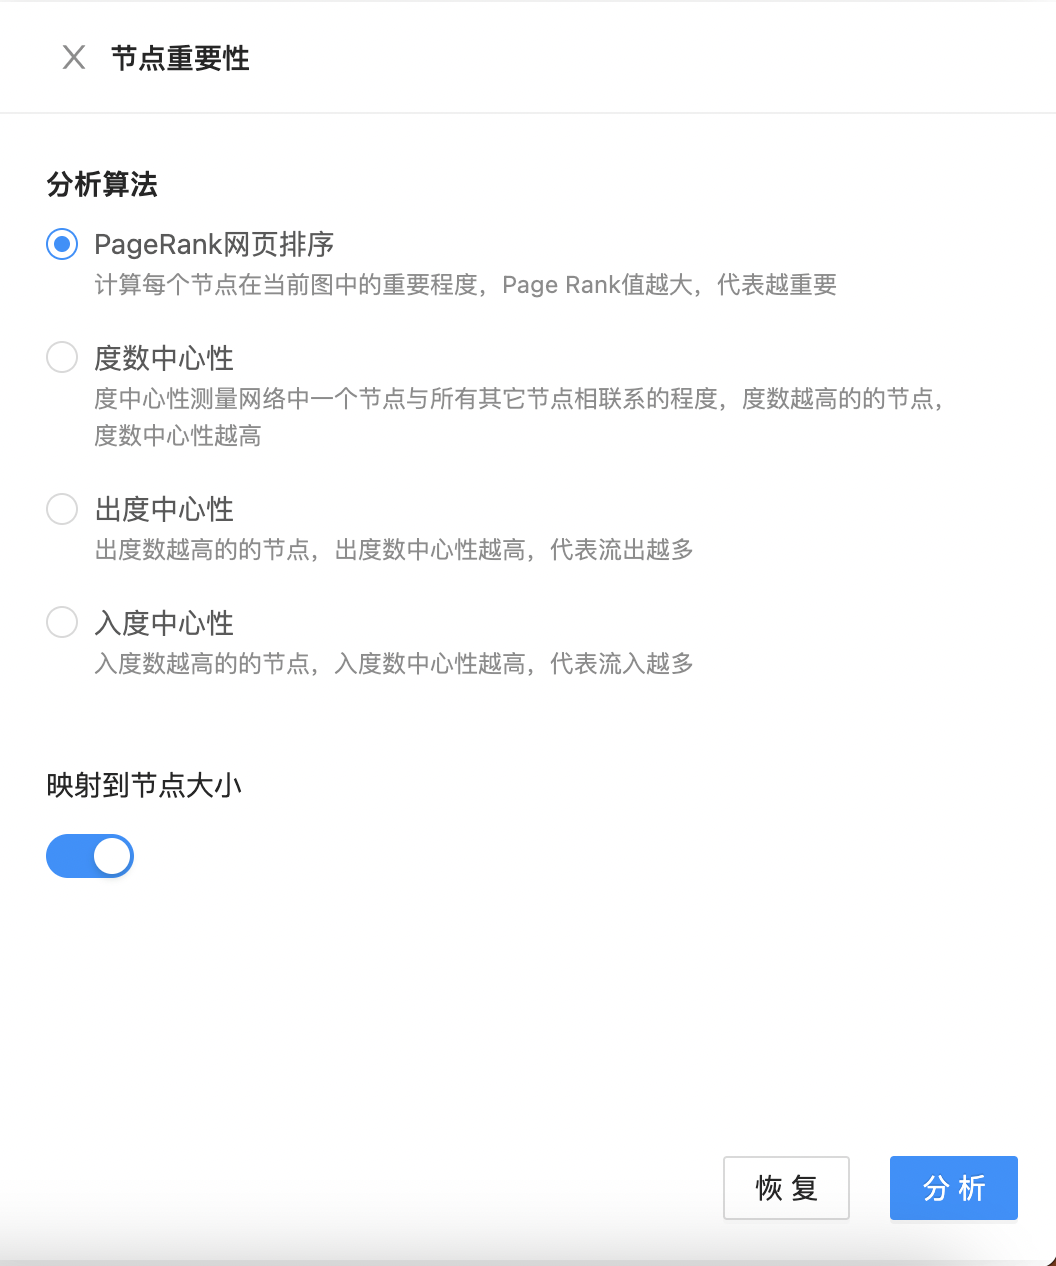 节点重要性
分析算法
PageRank网页排序
计算每个节点在当前图中的重要程度，Page Rank值越大，代表越重要
度数中心性
度中心性测量网络中一个节点与所有其它节点相联系的程度，度数越高的的节点，
度数中心性越高
出度中心性
出度数越高的的节点，出度数中心性越高，代表流出越多
入度中心性
入度数越高的的节点，入度数中心性越高，代表流入越多
映射到节点大小
恢复
分析